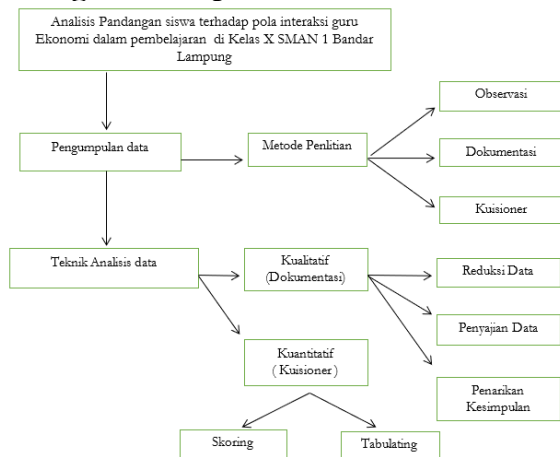 Analisis Pandangan siswa terhadap pola interaksi guru
Ekonomi dalam pembelajaran di Kelas X SMAN 1 Bandar
Lampung
Observasi
Pengumpulan data
Metode Penlitian
Dokumentasi
Kuisioner
Teknik Analisis data
Kualitatif
(Dokumentasi)
Reduksi Data
Penyajian Data
Kuantitatif
( Kuisioner )
Penarikan
Kesimpulan
Skoring
Tabulating